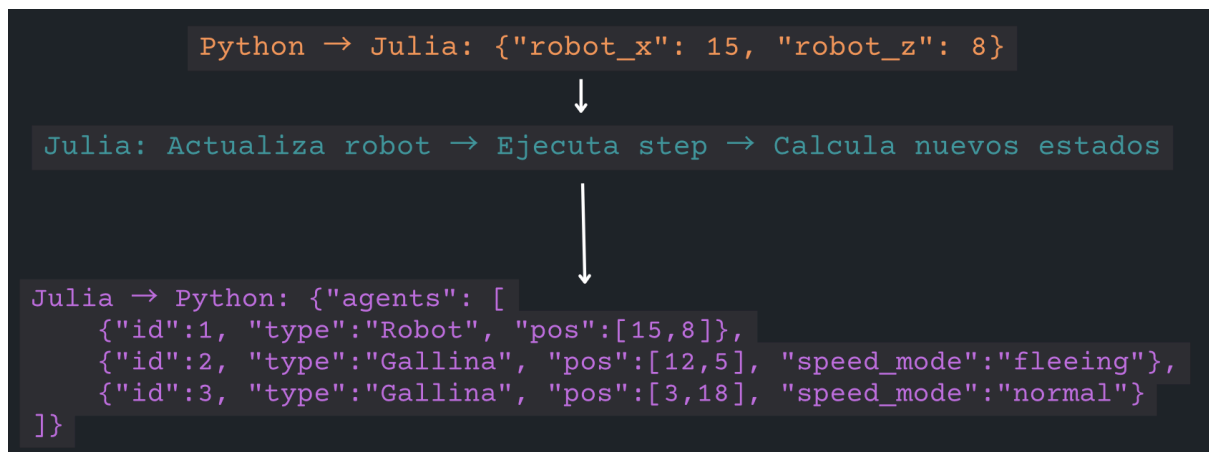 Python → Julia: {"robot_x": 15, "robot_z": 8}
Julia: Actualiza robot → Ejecuta step → Calcula nuevos estados
Julia → Python: {"agents": [
    {"id":1, "type":"Robot", "pos":[15,8]},
    {"id":2, "type":"Gallina", "pos":[12,5], "speed_mode":"fleeing"},
    {"id":3, "type":"Gallina", "pos":[3,18], "speed_mode":"normal"}
]}